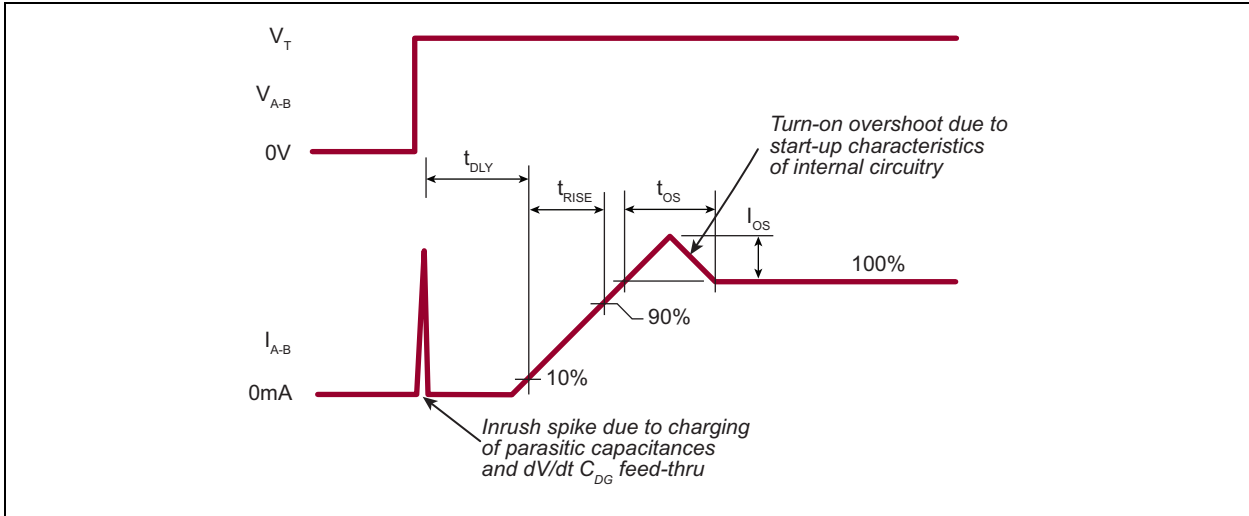 V_T
V_A-B
0V
t_DLY
t_RISE
t_OS
Turn-on overshoot due to
start-up characteristics
of internal circuitry
I_OS
100%
90%
I_A-B
10%
0mA
Inrush spike due to charging
of parasitic capacitances
and dV/dt C_DG feed-thru